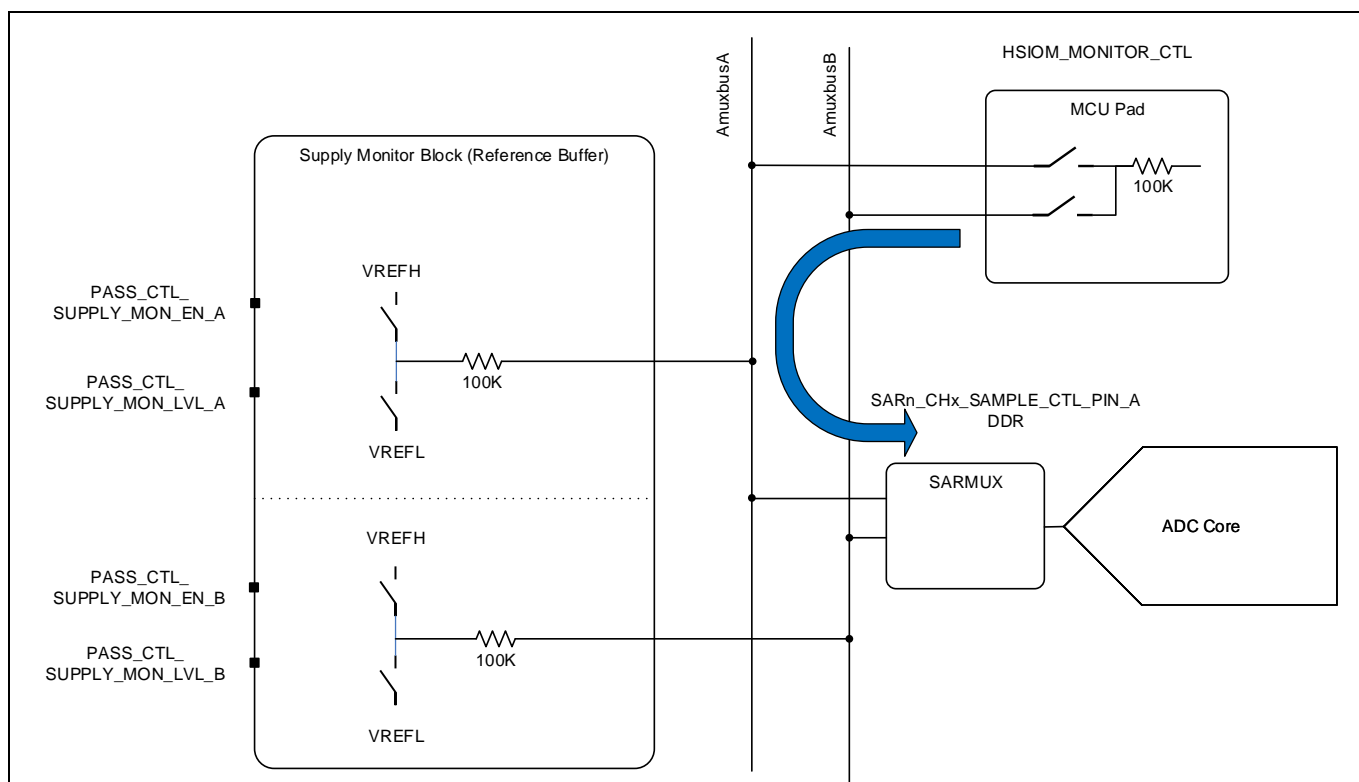 HSIOM_MONITOR_CTL
AmuxbusA
AmuxbusB
MCU Pad
100K
Supply Monitor Block (Reference Buffer)
VREFH
PASS_CTL_
SUPPLY_MON_EN_A
100K
PASS_CTL_
SUPPLY_MON_LVL_A
VREFL
SARn_CHx_SAMPLE_CTL_PIN_A
DDR
SARMUX
ADC Core
VREFH
PASS_CTL_
SUPPLY_MON_EN_B
100K
PASS_CTL_
SUPPLY_MON_LVL_B
VREFL